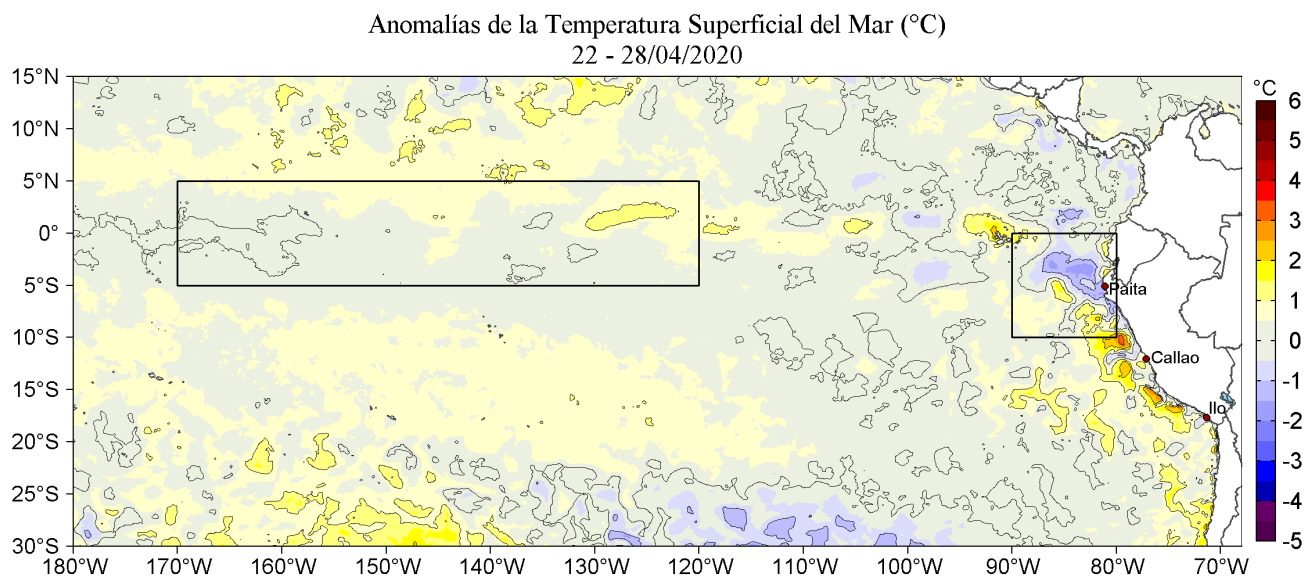 Anomalías de la Temperatura Superficial del Mar (°C)
22 - 28/04/2020
15°N
10°N
5°N
0°
5°S
10°S
15°S
20°S
25°S
30°S
180°W 170°W 160°W 150°W 140°W 130°W 120°W 110°W 100°W 90°W 80°W 70°W
Paita
Callao
Ilo
°C
6
5
4
3
2
1
0
-1
-2
-3
-4
-5